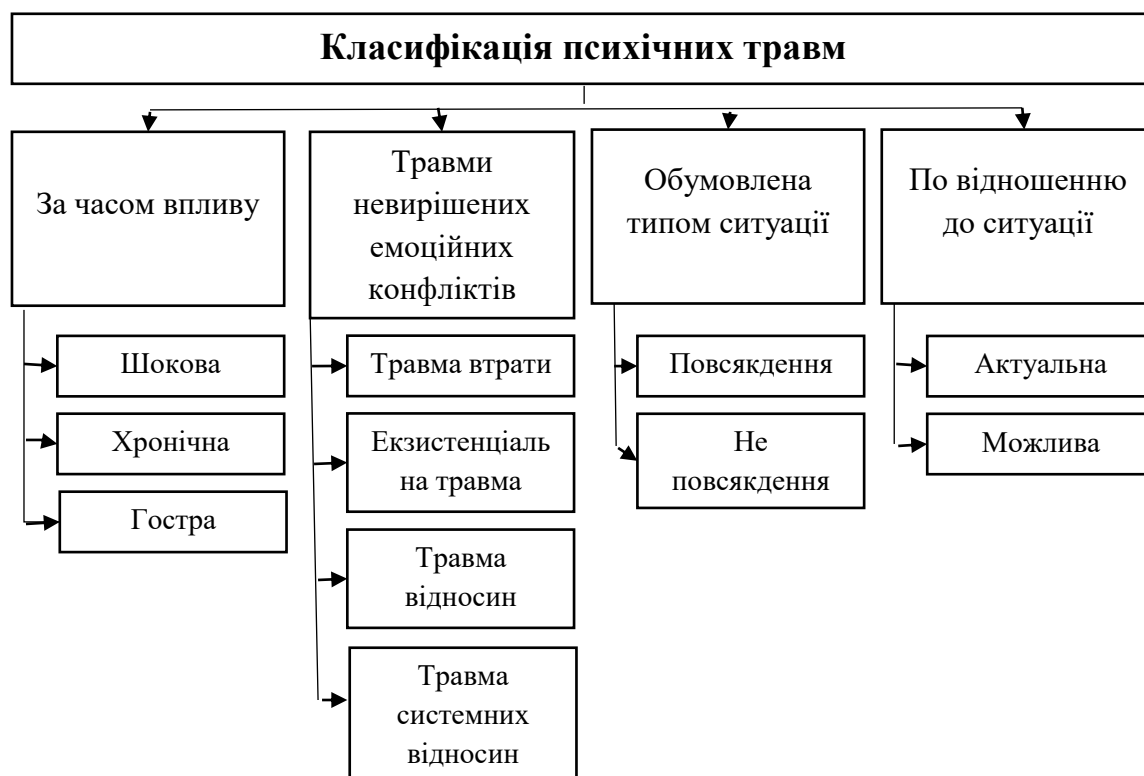 Класифікація психічних травм
За часом впливу
Шокова
Хронічна
Гостра
Травми
невирішених
емоційних
конфліктів
Травма втрати
Екзистенціаль
на травма
Травма
відносин
Травма
системних
відносин
Обумовлена
типом ситуації
Повсякдення
Не
повсякдення
По відношенню
до ситуації
Актуальна
Можлива